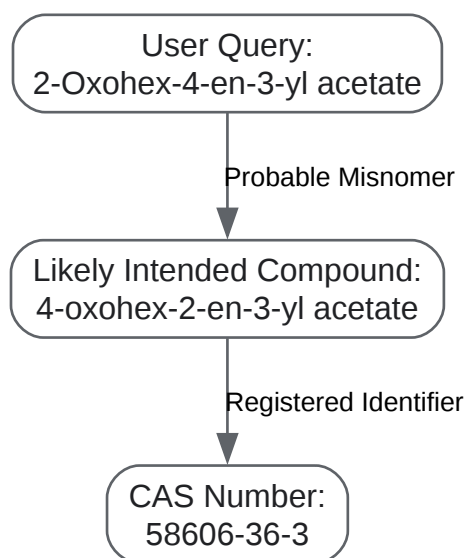 User Query:
2-Oxohex-4-en-3-yl acetate
Probable Misnomer
Likely Intended Compound:
4-oxohex-2-en-3-yl acetate
Registered Identifier
CAS Number:
58606-36-3